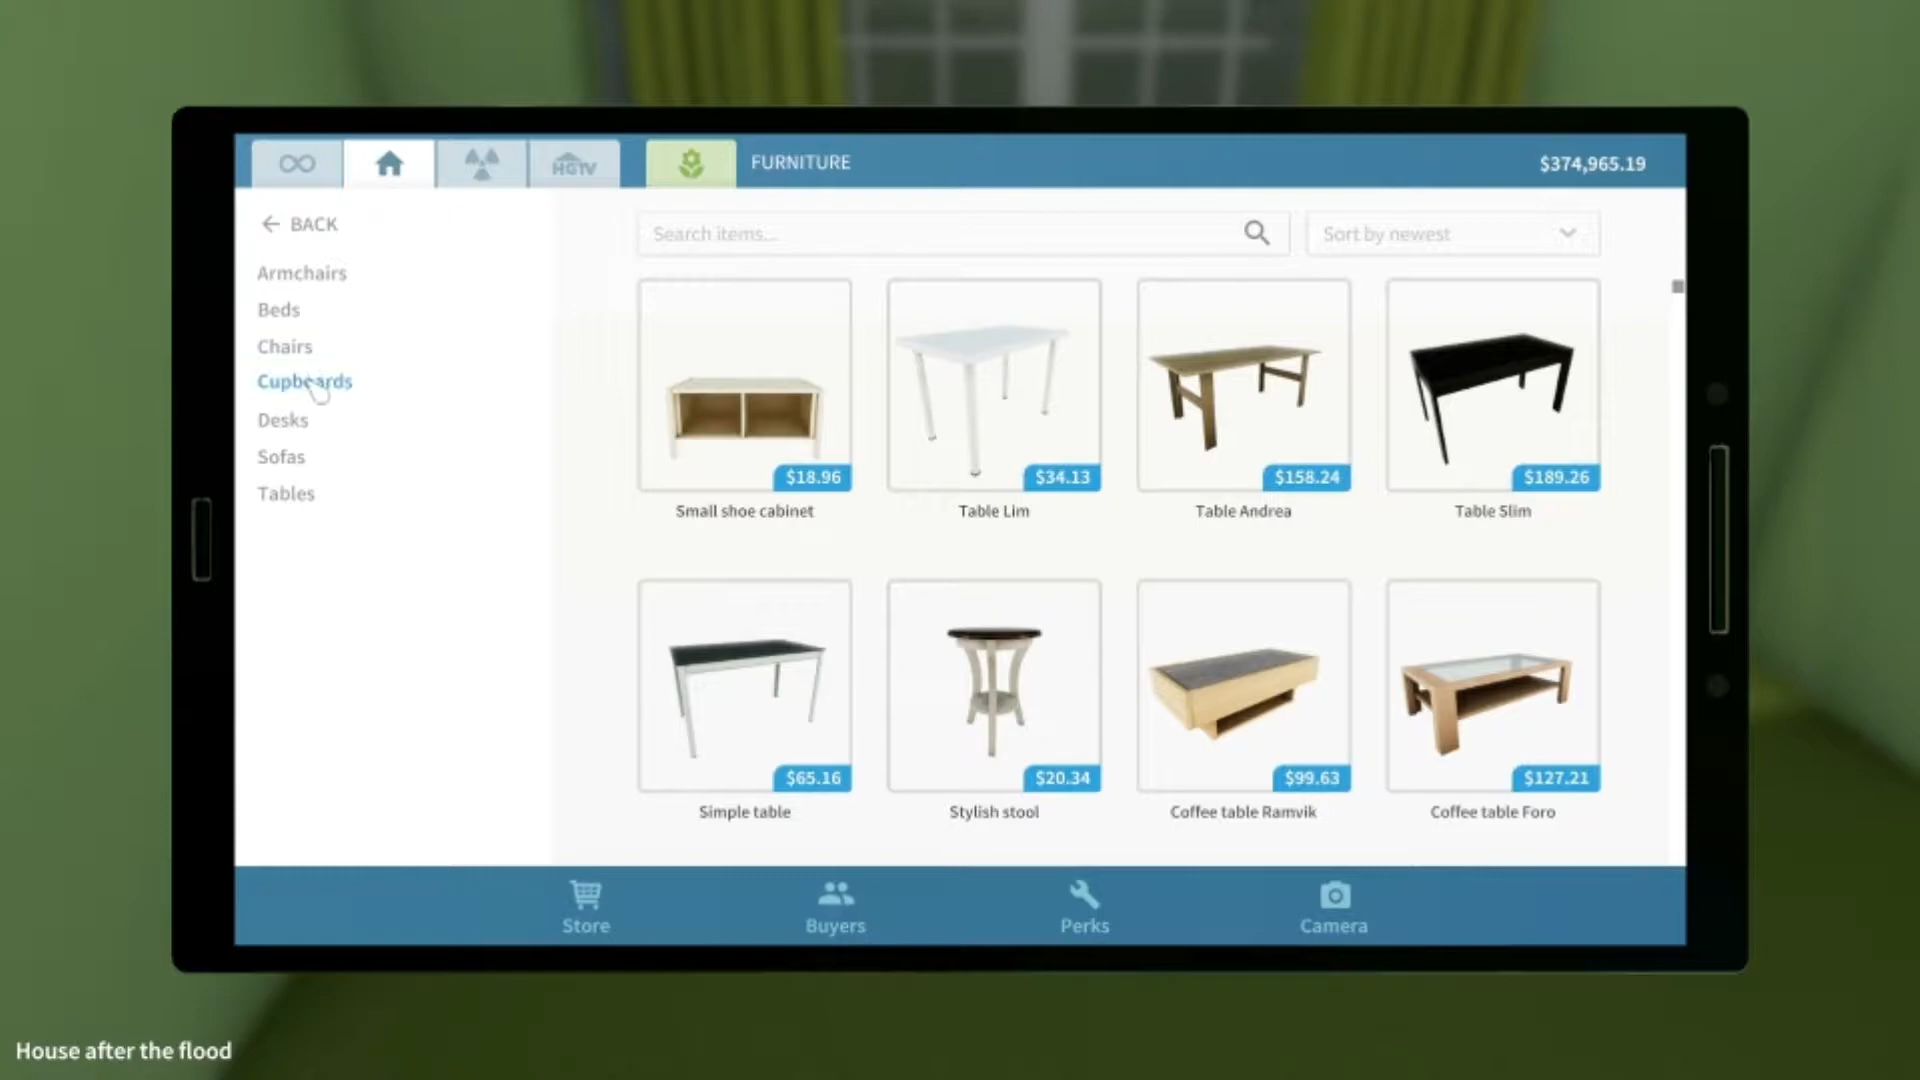 HGTV
FURNITURE
$374,965.19
BACK
Search items...
Sort by newest
Armchairs
Beds
Chairs
Cupboards
Desks
Sofas
Tables
$18.96
$34.13
$158.24
$189.26
Small shoe cabinet
Table Lim
Table Andrea
Table Slim
$65.16
$20.34
$99.63
$127.21
Simple table
Stylish stool
Coffee table Ramvik
Coffee table Foro
Store
Buyers
Perks
Camera
House after the flood